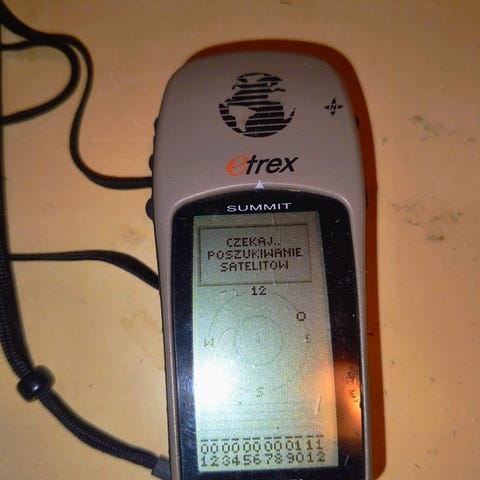 N
etrex
SUMMIT
CZEKAJ..
POSZUKIWANIE
SATELITOW
12
W E
S
000000000111
123456789012